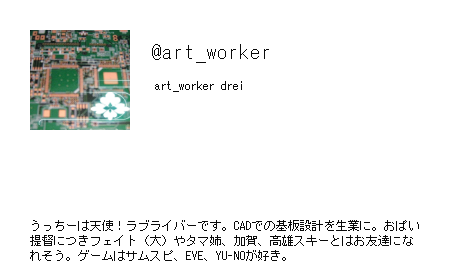 @art_worker
art_worker drei
うっちーは天使！ラブライバーです。CADでの基板設計を生業に。おぱい
提督につきフェイト（大）やタマ姉、加賀、高雄スキーとはお友達にな
れそう。ゲームはサムスピ、EYE、YU-NOが好き。